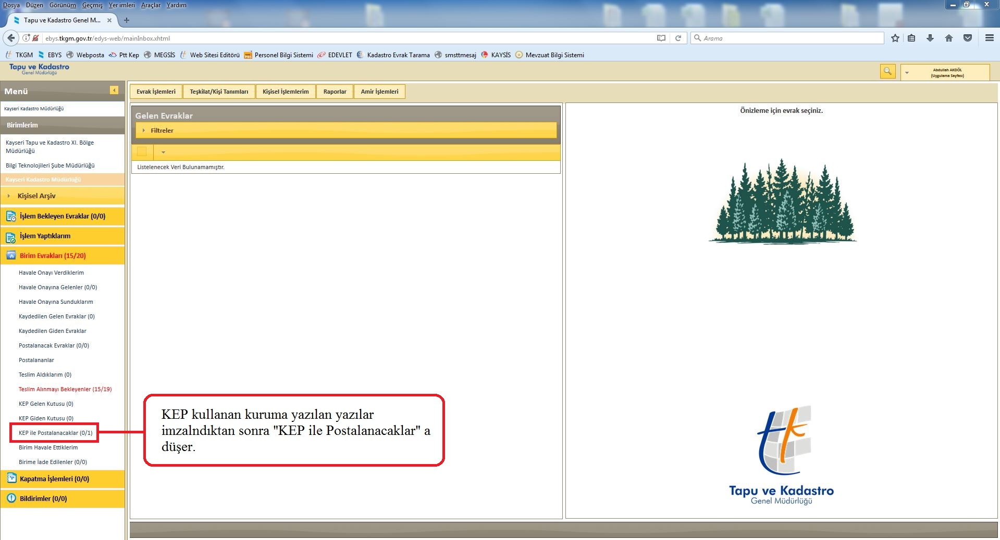 Dosya Düzen Görünüm Geçmiş Yer imleri Araçlar Yardım
Tapu ve Kadastro Genel M...
ebys.tkgm.gov.tr/edys-web/mainInbox.xhtml
Arama
TKGM EBYS Webposta Ptt Kep MEGSİS Web Sitesi Editörü PBS Personel Bilgi Sistemi EDEVLET Kadastro Evrak Tarama smsttmesaj KAYSİS Mevzuat Bilgi Sistemi
Tapu ve Kadastro
Genel Müdürlüğü
Abdullah AKDÖL
(Uygulama Sayfası)
Menü
Kayseri Kadastro Müdürlüğü
Birimlerim
Kayseri Tapu ve Kadastro XI. Bölge
Müdürlüğü
Bilgi Teknolojileri Şube Müdürlüğü
Kayseri Kadastro Müdürlüğü
Kişisel Arşiv
İşlem Bekleyen Evraklar (0/0)
İşlem Yaptıklarım
Birim Evrakları (15/20)
Havale Onayı Verdiklerim
Havale Onayına Gelenler (0/0)
Havale Onayına Sunduklarım
Kaydedilen Gelen Evraklar (0)
Kaydedilen Giden Evraklar
Postalanacak Evraklar (0/0)
Postalananlar
Teslim Aldıklarım (0)
Teslim Alınmayı Bekleyenler (15/19)
KEP Gelen Kutusu (0)
KEP Giden Kutusu (0)
KEP ile Postalanacaklar (0/1)
Birim Havale Ettiklerim
Birime İade Edilenler (0/0)
Kapatma İşlemleri (0/0)
Bildirimler (0/0)
Evrak İşlemleri Teşkilat/Kişi Tanımları Kişisel İşlemlerim Raporlar Amir İşlemleri
Gelen Evraklar
Filtreler
Listelenecek Veri Bulunamamıştır.
KEP kullanan kuruma yazılan yazılar
imzalndıktan sonra "KEP ile Postalanacaklar" a
düşer.
Önizleme için evrak seçiniz.
tk
Tapu ve Kadastro
Genel Müdürlüğü